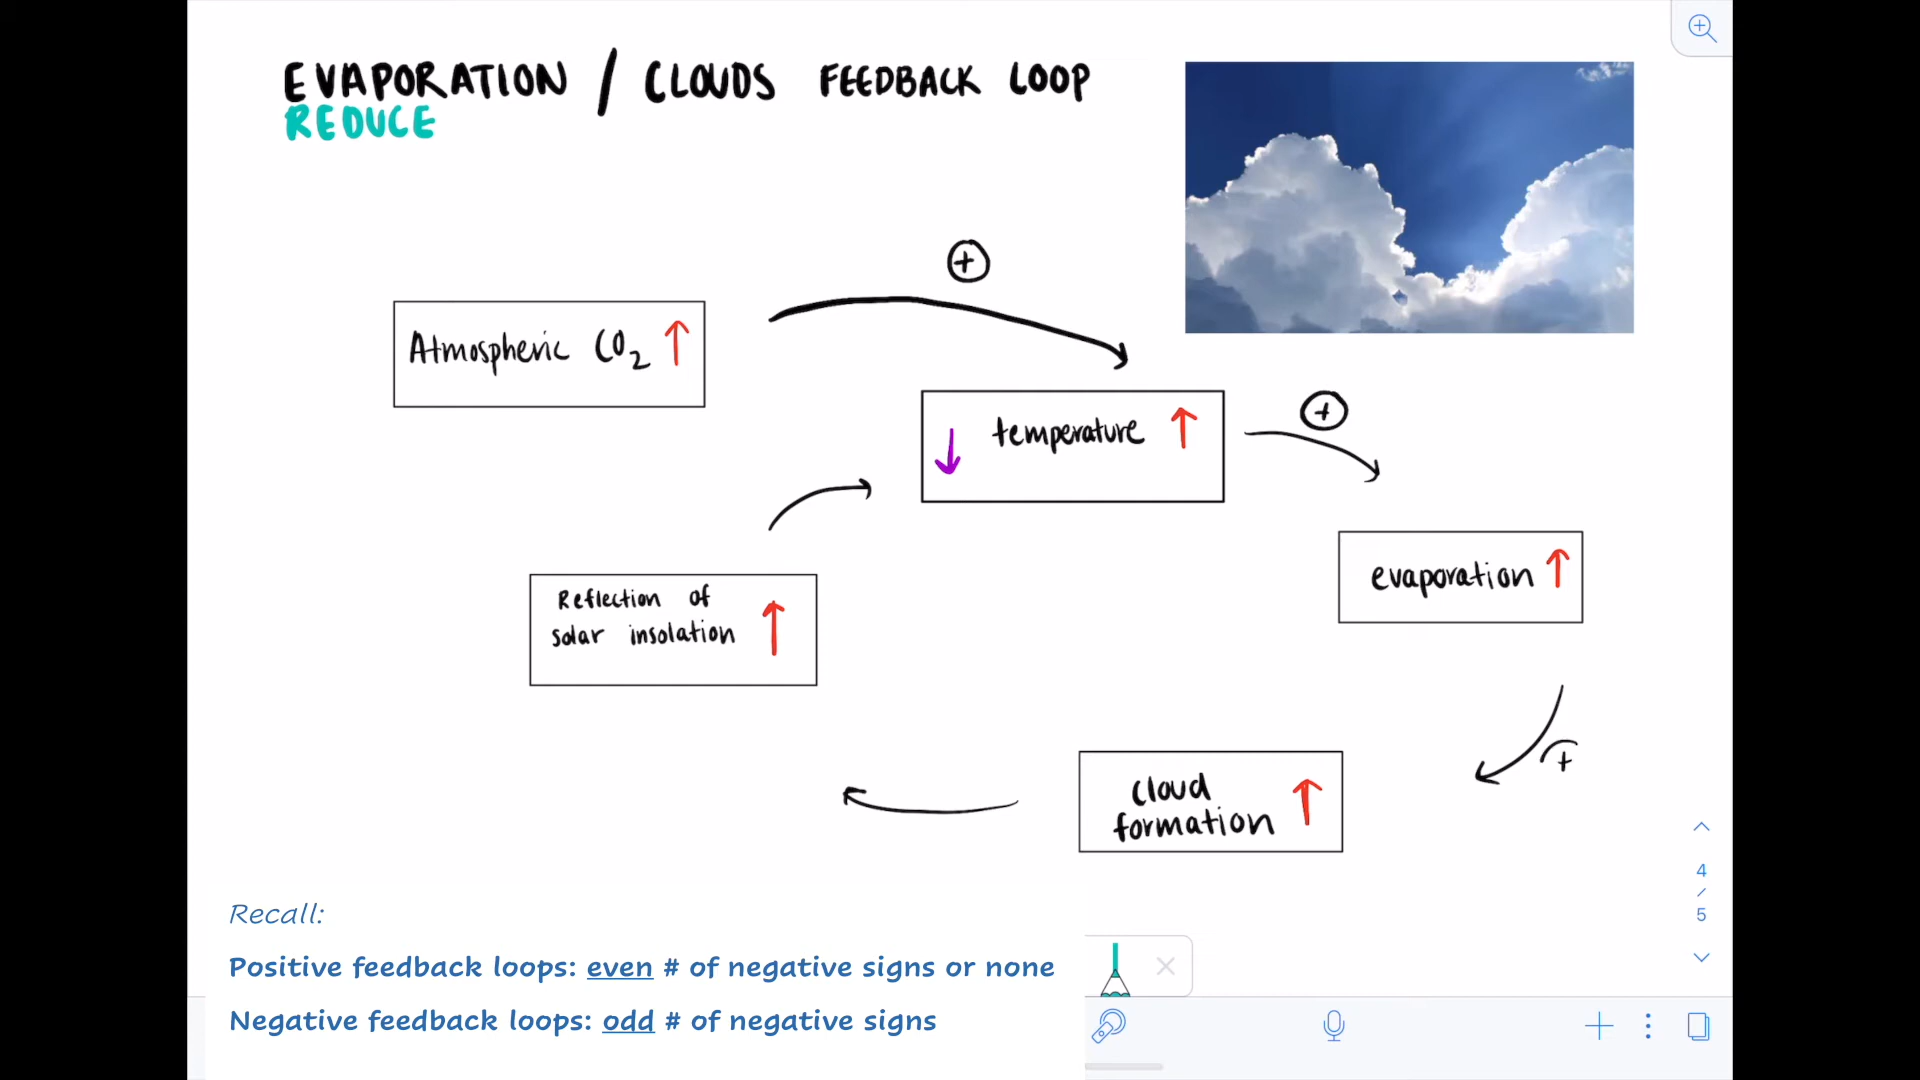 EVAPORATION / CLOUDS FEEDBACK LOOP
REDUCE
+
Atmospheric CO2 ↑
↓ temperature ↑
+
evaporation ↑
Reflection of
solar insolation ↑
+
cloud
formation ↑
4
/
5
Recall:
Positive feedback loops: even # of negative signs or none
Negative feedback loops: odd # of negative signs